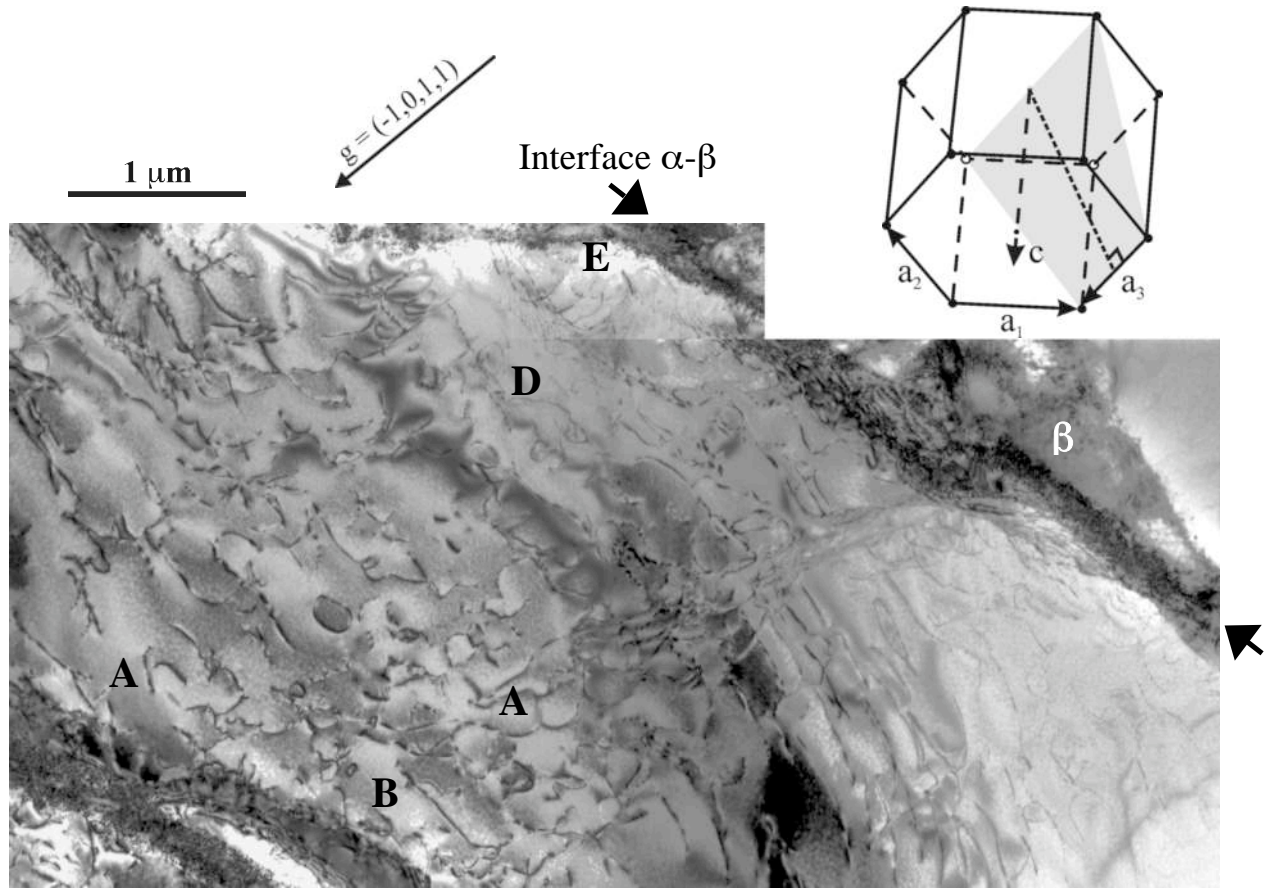 g = (-1,0,1,1)
1 μm
Interface α-β
E
D
β
A
A
B
c
a₂
a₃
a₁